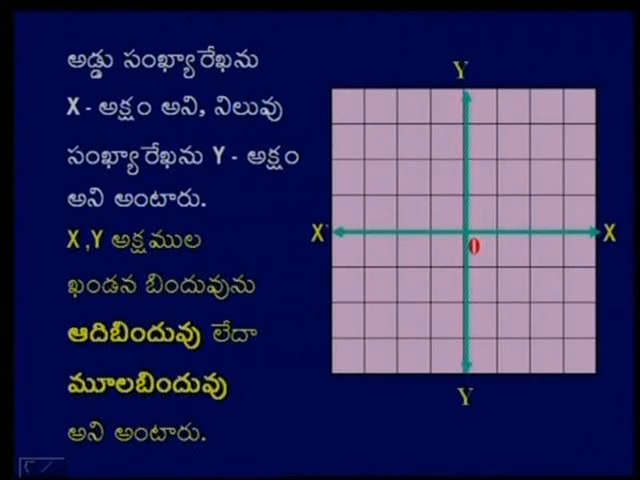 అడ్డు సంఖ్యారేఖను
X - అక్షం అని, నిలువు
సంఖ్యారేఖను Y - అక్షం
అని అంటారు.
X ,Y అక్షముల
ఖండన బిందువును
ఆదిబిందువు లేదా
మూలబిందువు
అని అంటారు.
Y
X'
X
0
Y